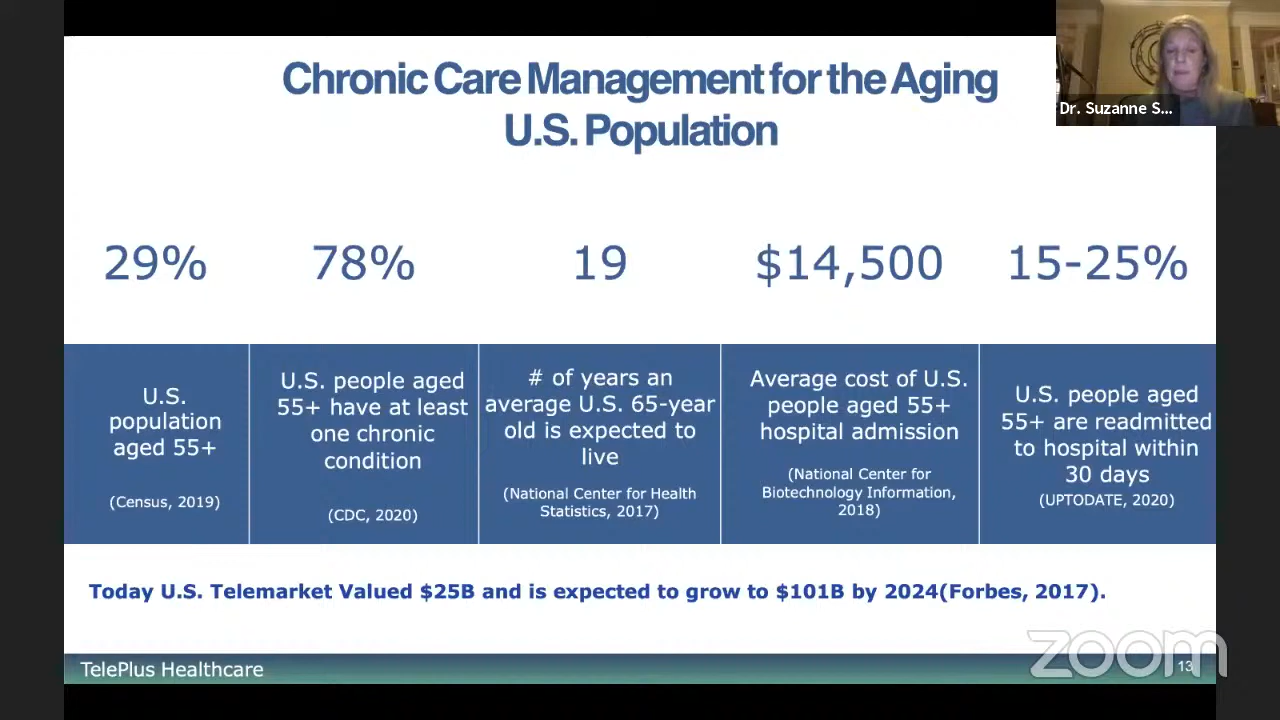 Chronic Care Management for the Aging
U.S. Population
Dr. Suzanne S...
29%
78%
19
$14,500
15-25%
U.S.
population
aged 55+
(Census, 2019)
U.S. people aged
55+ have at least
one chronic
condition
(CDC, 2020)
# of years an
average U.S. 65-year
old is expected to
live
(National Center for Health
Statistics, 2017)
Average cost of U.S.
people aged 55+
hospital admission
(National Center for
Biotechnology Information,
2018)
U.S. people aged
55+ are readmitted
to hospital within
30 days
(UPTODATE, 2020)
Today U.S. Telemarket Valued $25B and is expected to grow to $101B by 2024(Forbes, 2017).
TelePlus Healthcare
13
zoom